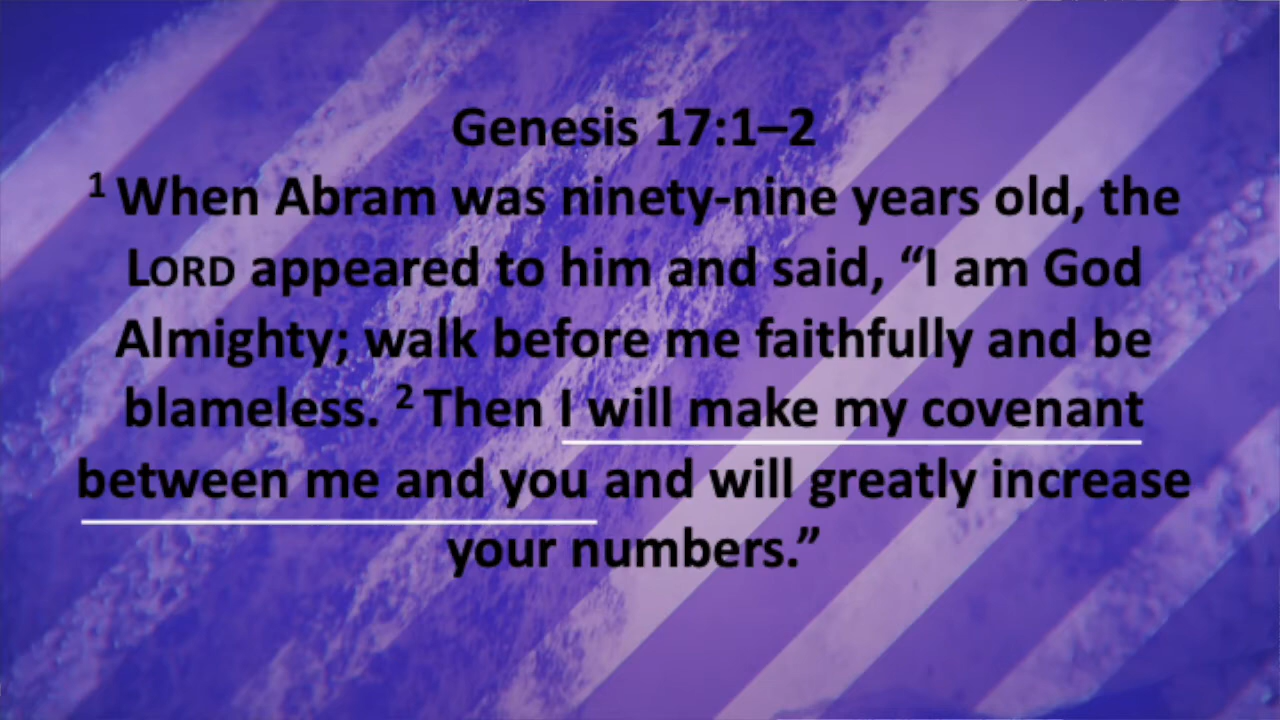 Genesis 17:1–2
1 When Abram was ninety-nine years old, the
LORD appeared to him and said, “I am God
Almighty; walk before me faithfully and be
blameless. 2 Then I will make my covenant
between me and you and will greatly increase
your numbers.”